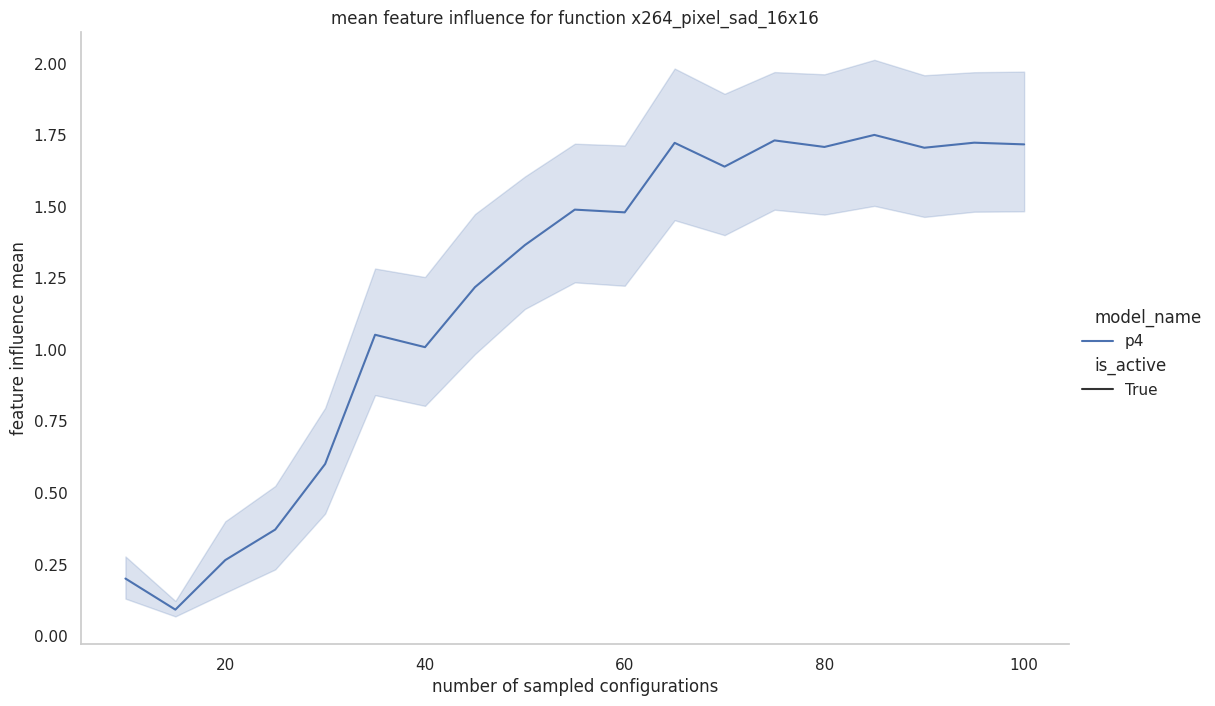 mean feature influence for function x264_pixel_sad_16x16
2.00
1.75
1.50
1.25
1.00
0.75
0.50
0.25
0.00
feature influence mean
20
40
60
80
100
number of sampled configurations
model_name
p4
is_active
True